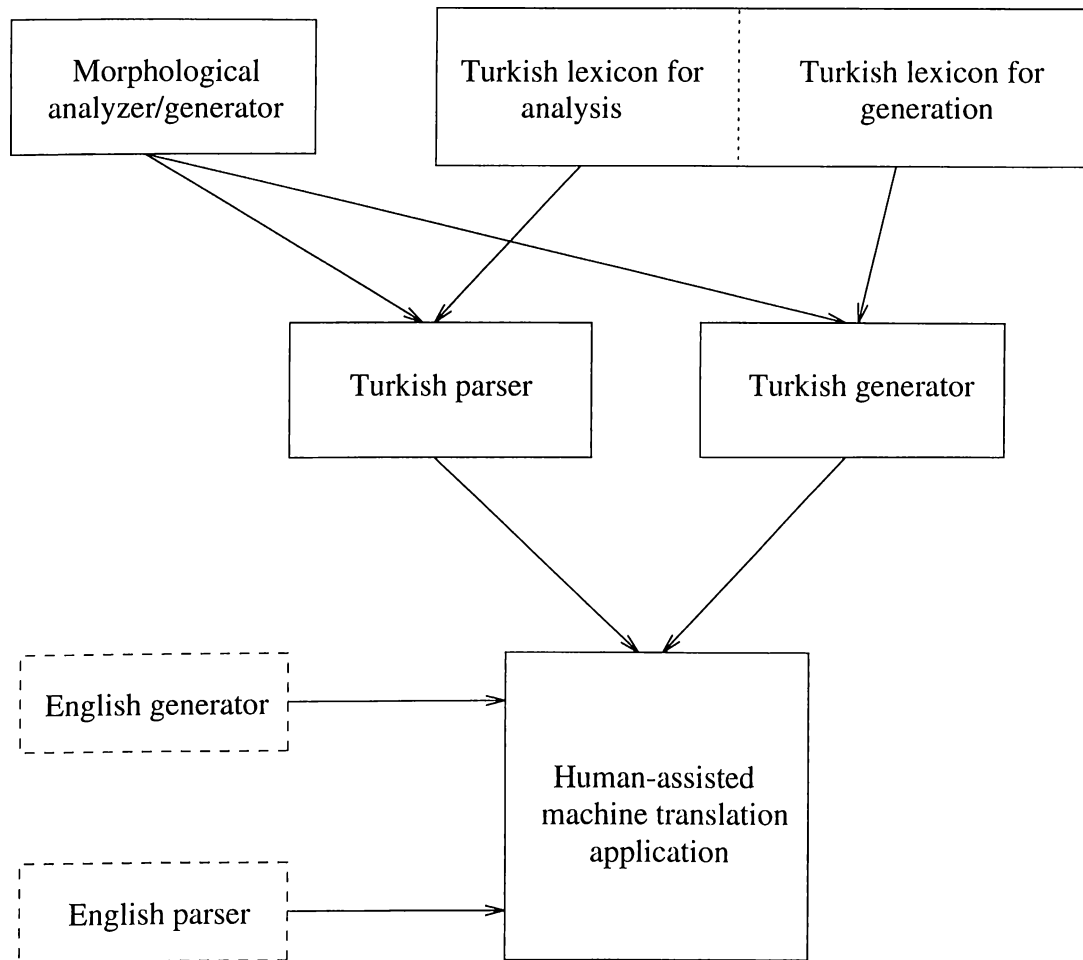 Morphological
analyzer/generator
Turkish lexicon for
analysis
Turkish lexicon for
generation
Turkish parser
Turkish generator
English generator
Human-assisted
machine translation
application
English parser